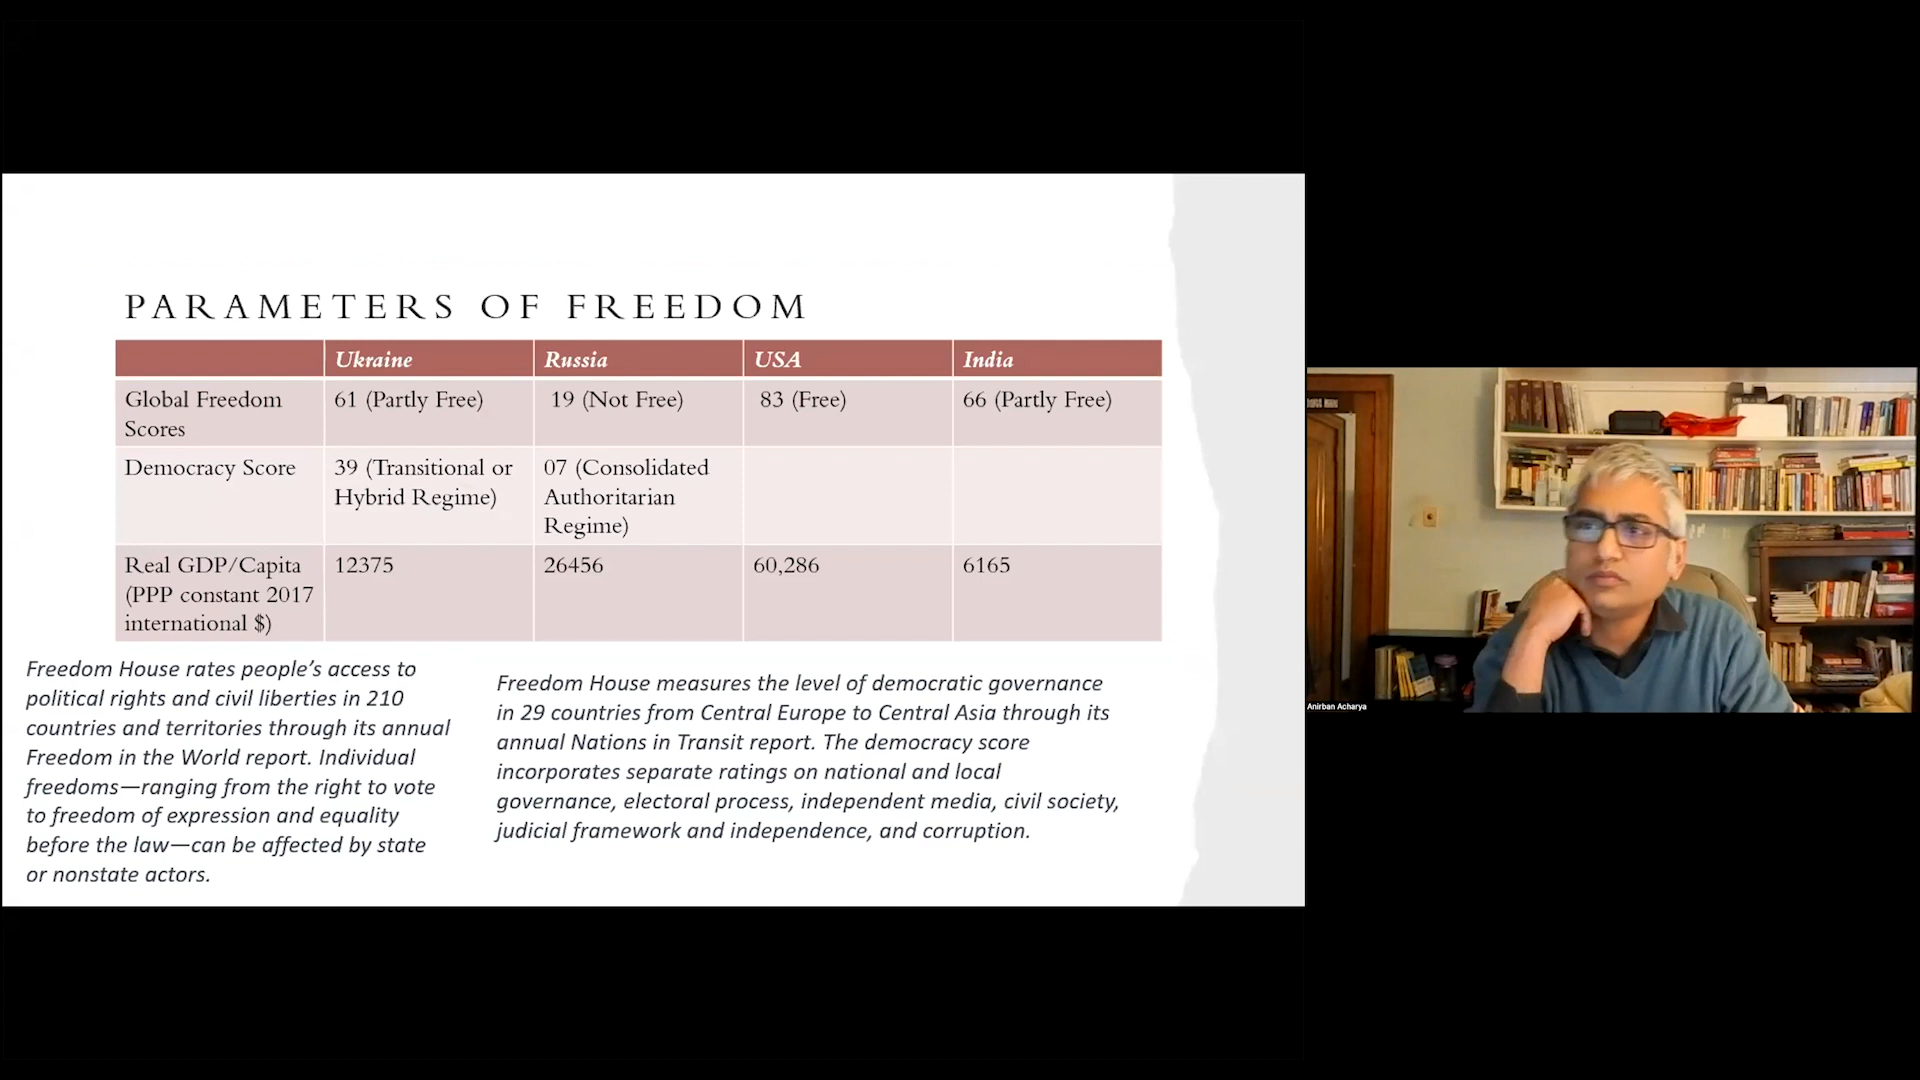 PARAMETERS OF FREEDOM
Ukraine Russia USA India
Global Freedom Scores 61 (Partly Free) 19 (Not Free) 83 (Free) 66 (Partly Free)
Democracy Score 39 (Transitional or Hybrid Regime) 07 (Consolidated Authoritarian Regime)
Real GDP/Capita (PPP constant 2017 international $) 12375 26456 60,286 6165
Freedom House rates people’s access to
political rights and civil liberties in 210
countries and territories through its annual
Freedom in the World report. Individual
freedoms—ranging from the right to vote
to freedom of expression and equality
before the law—can be affected by state
or nonstate actors.
Freedom House measures the level of democratic governance
in 29 countries from Central Europe to Central Asia through its
annual Nations in Transit report. The democracy score
incorporates separate ratings on national and local
governance, electoral process, independent media, civil society,
judicial framework and independence, and corruption.
Anirban Acharya